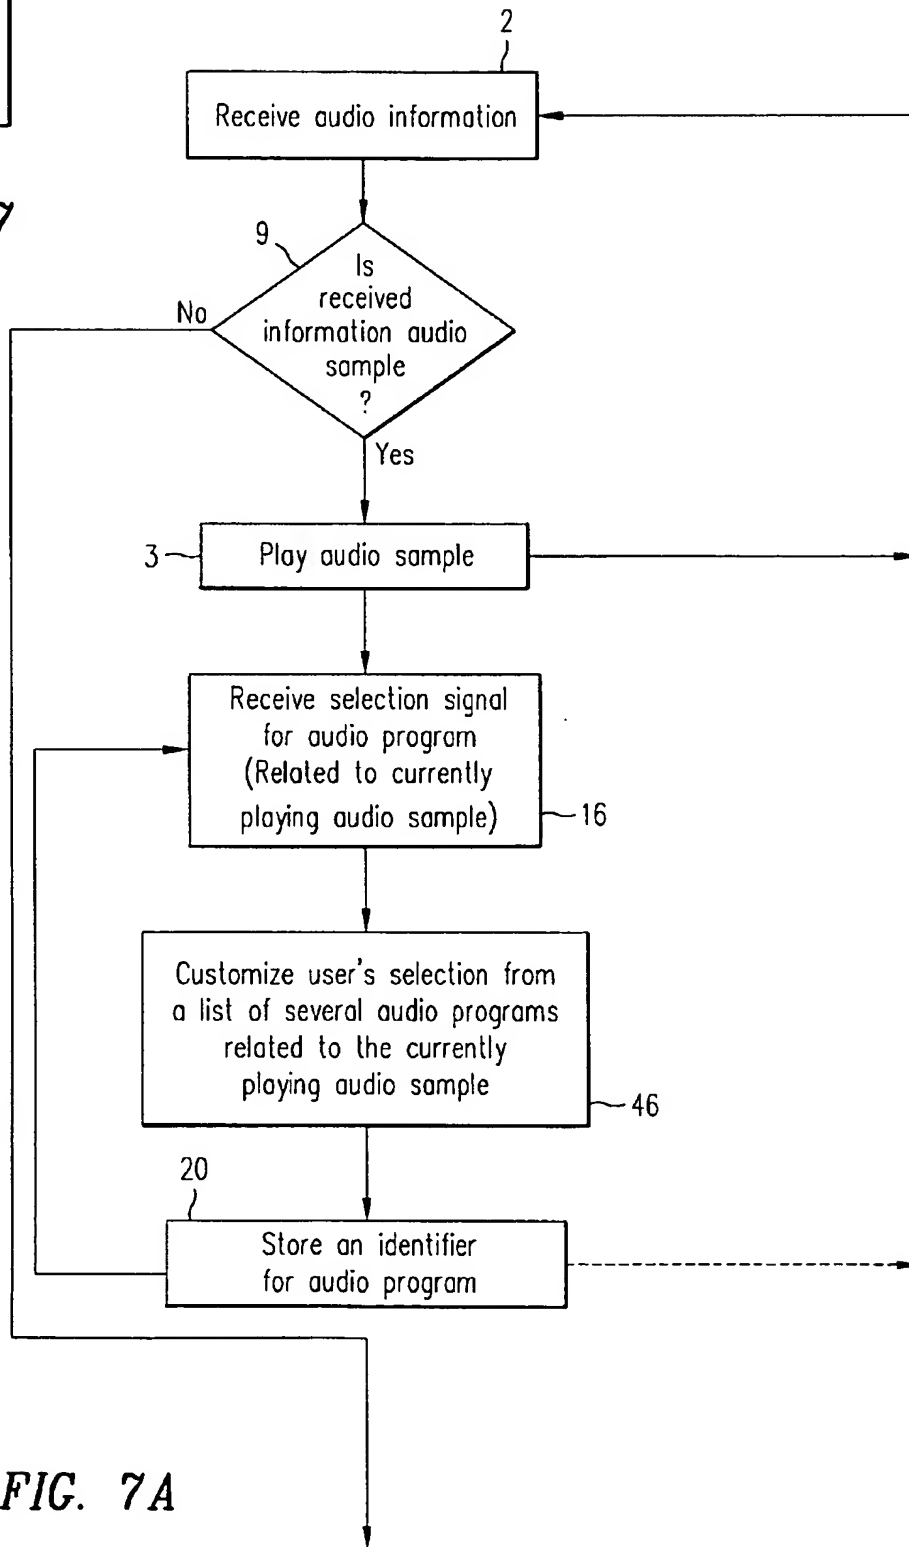 2
Receive audio information
7
9
Is
received
information audio
sample
?
No
Yes
3
Play audio sample
Receive selection signal
for audio program
(Related to currently
playing audio sample)
16
Customize user's selection from
a list of several audio programs
related to the currently
playing audio sample
46
20
Store an identifier
for audio program
FIG. 7A